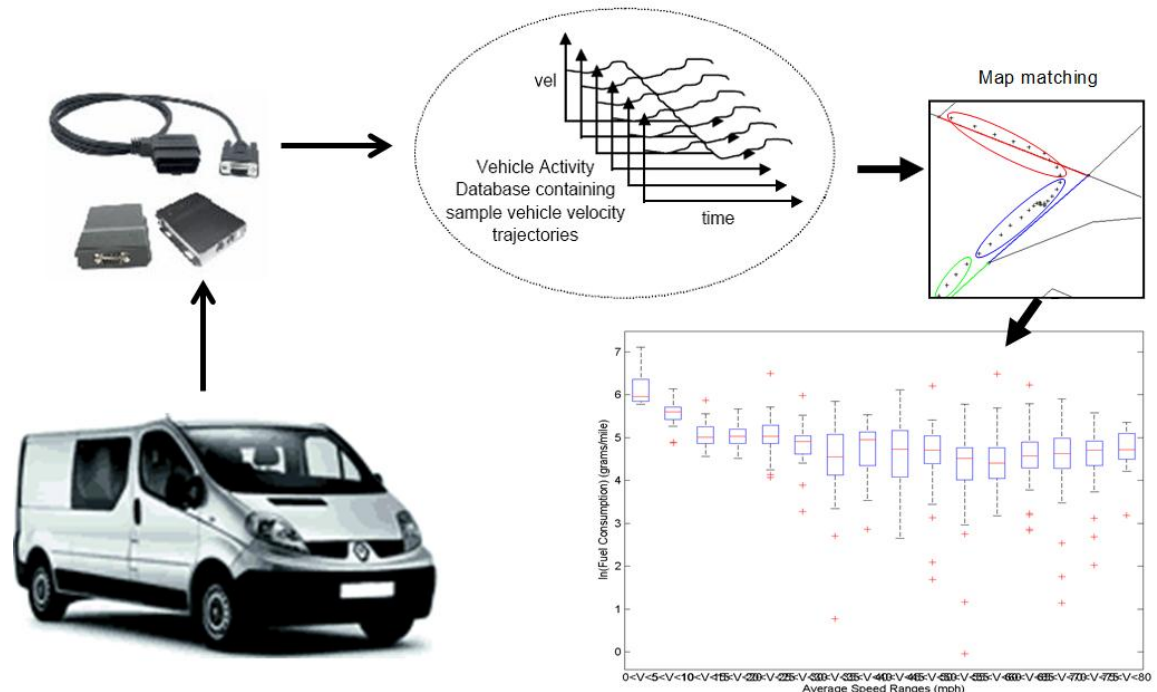 vel
Vehicle Activity
Database containing
sample vehicle velocity
trajectories
time
Map matching
ln(Fuel Consumption) (grams/mile)
7
6
5
4
3
2
1
0
Average Speed Ranges (mph)